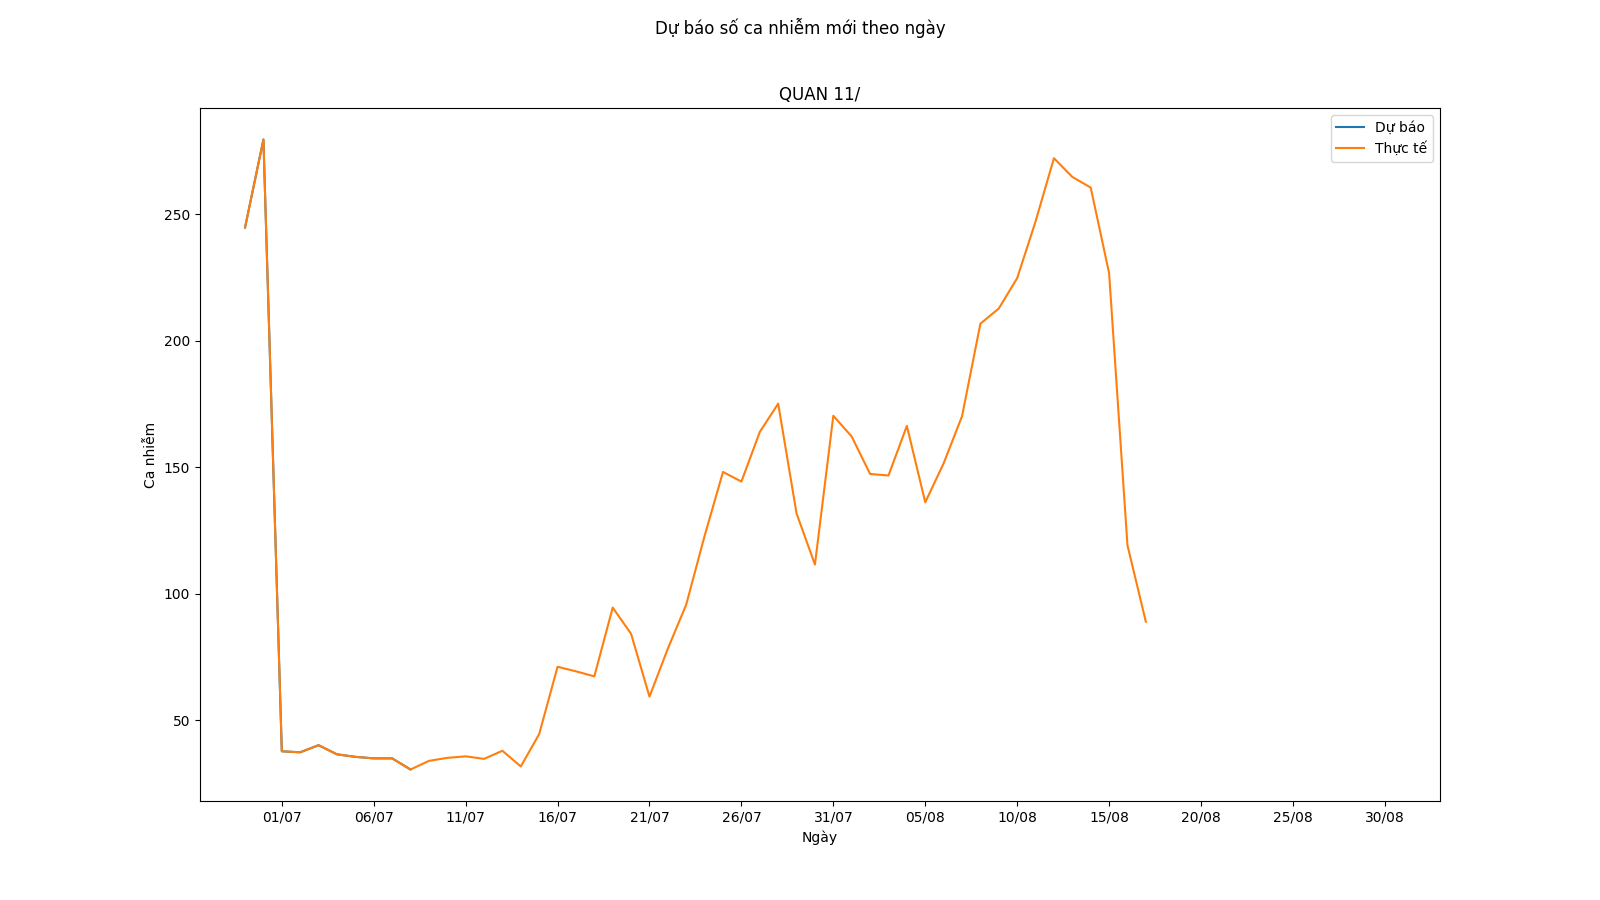 Dự báo số ca nhiễm mới theo ngày
QUAN 11/
Dự báo
Thực tế
250
200
150
100
50
Ca nhiễm
01/07 06/07 11/07 16/07 21/07 26/07 31/07 05/08 10/08 15/08 20/08 25/08 30/08
Ngày